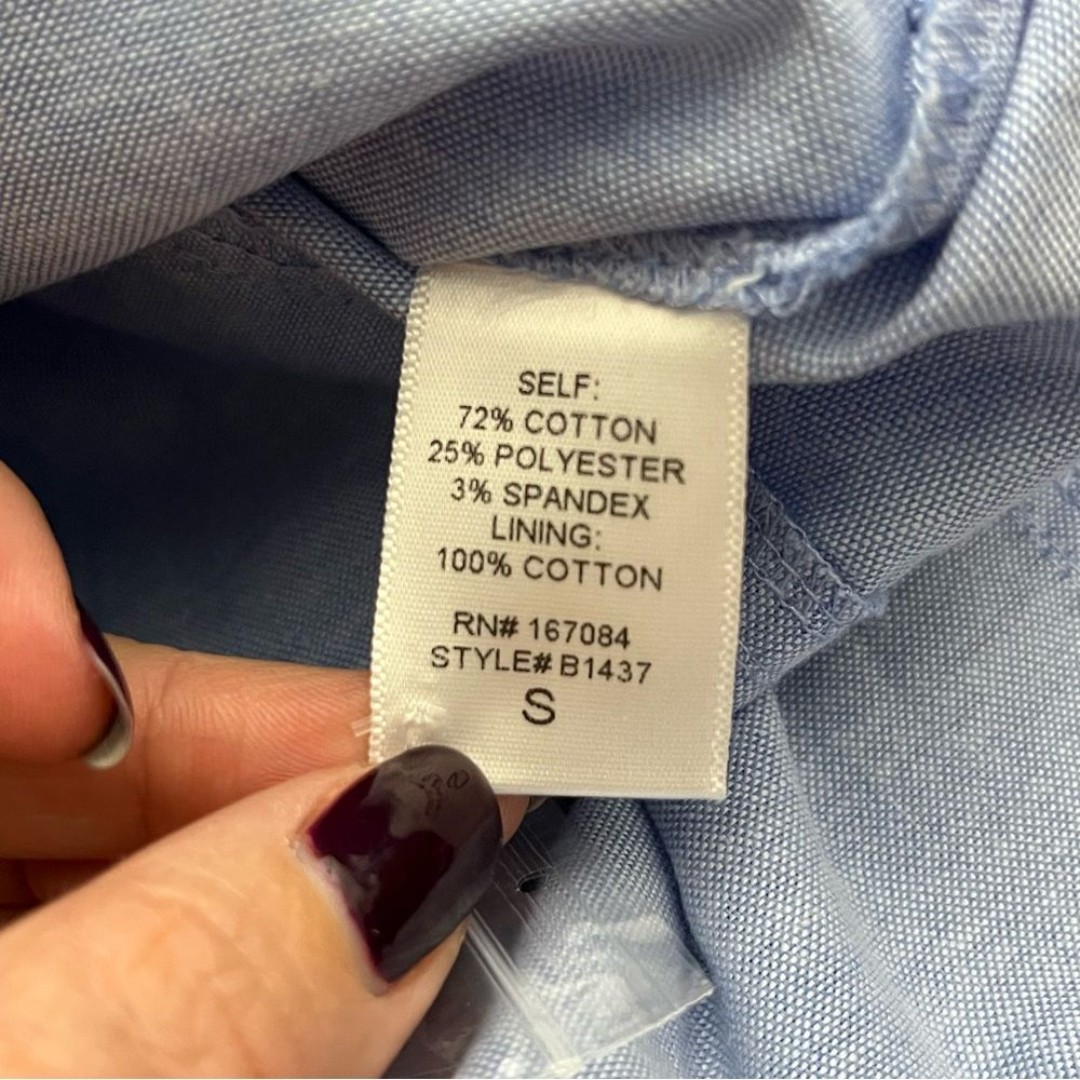 SELF:
72% COTTON
25% POLYESTER
3% SPANDEX
LINING:
100% COTTON
RN# 167084
STYLE# B1437
S